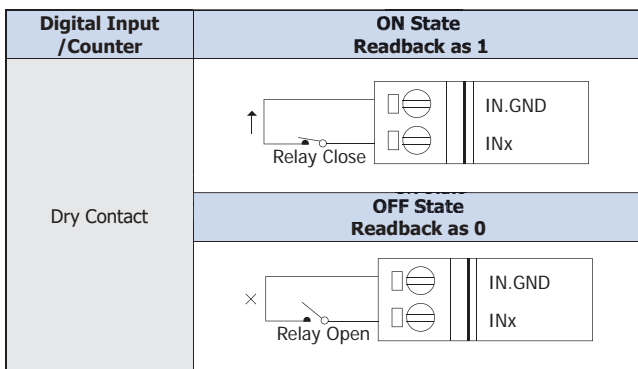 Digital Input
/Counter
ON State
Readback as 1
Dry Contact
IN.GND
INx
Relay Close
OFF State
Readback as 0
IN.GND
INx
Relay Open